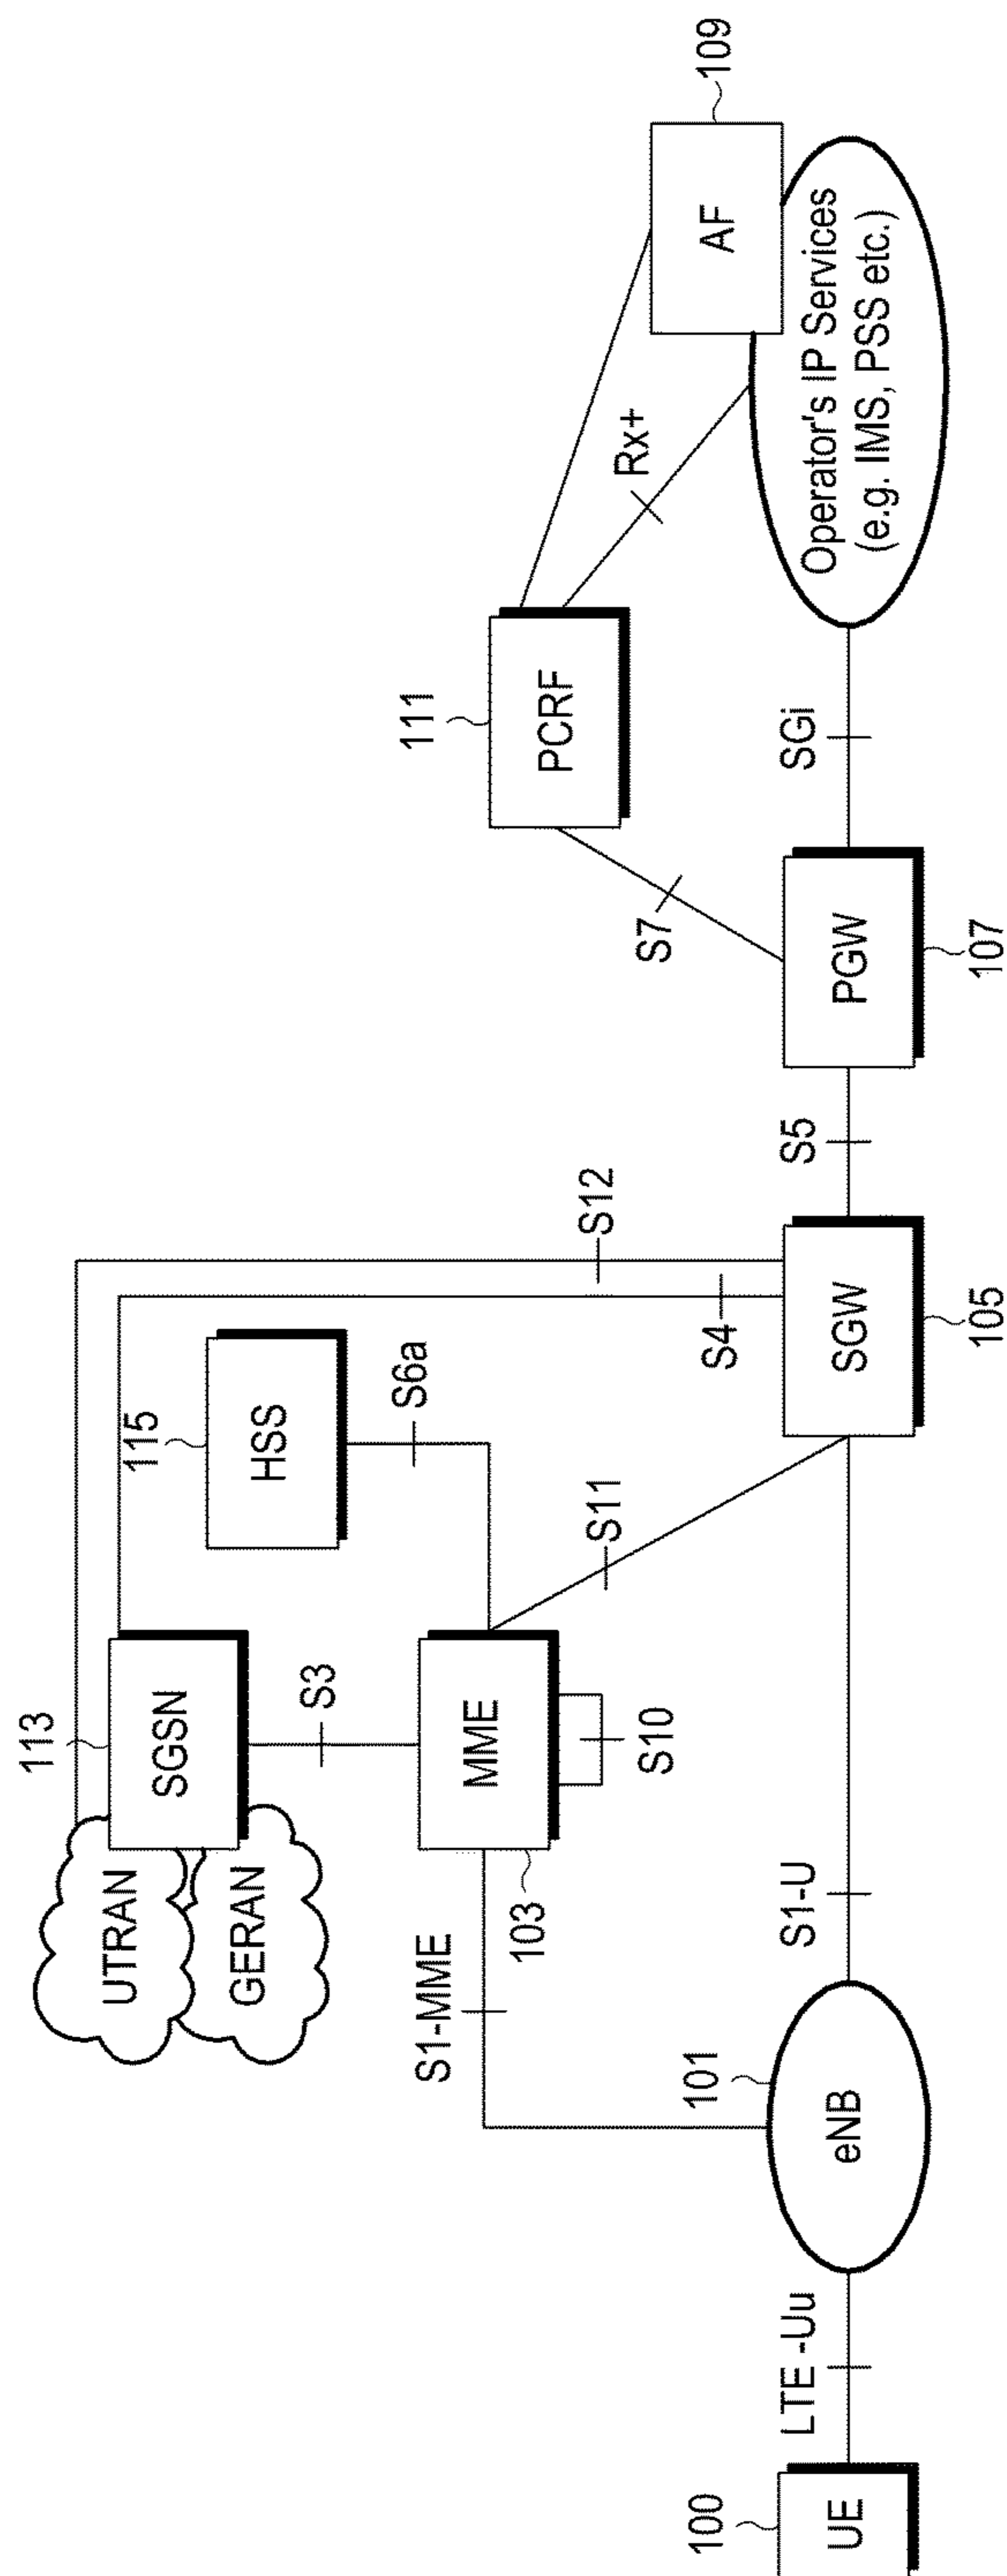 UTRAN
GERAN
113
SGSN
S3
115
HSS
S6a
S12
S4
S1-MME
MME
103
S10
S11
111
PCRF
Rx+
S7
AF
109
100
UE
LTE -Uu
101
eNB
S1-U
SGW
105
S5
PGW
107
SGi
Operator's IP Services
(e.g. IMS, PSS etc.)